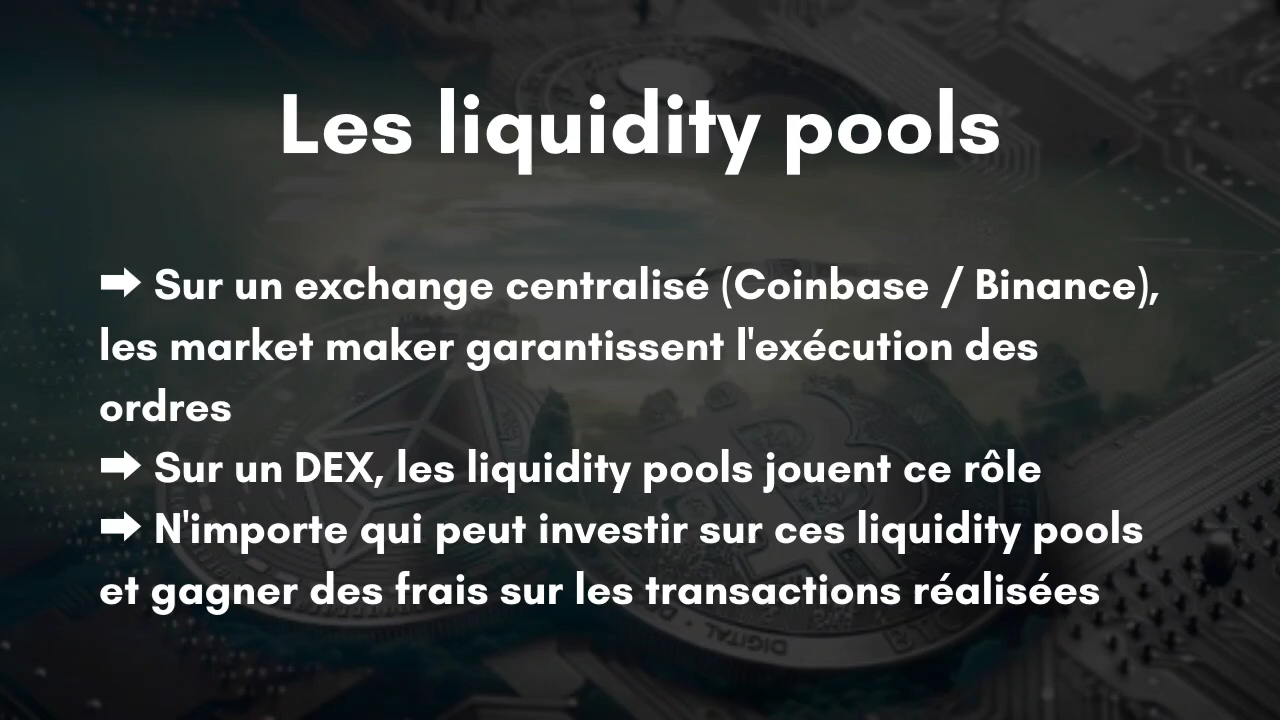 Les liquidity pools
➡ Sur un exchange centralisé (Coinbase / Binance),
les market maker garantissent l'exécution des
ordres
➡ Sur un DEX, les liquidity pools jouent ce rôle
➡ N'importe qui peut investir sur ces liquidity pools
et gagner des frais sur les transactions réalisées
DIGITAL
BTC